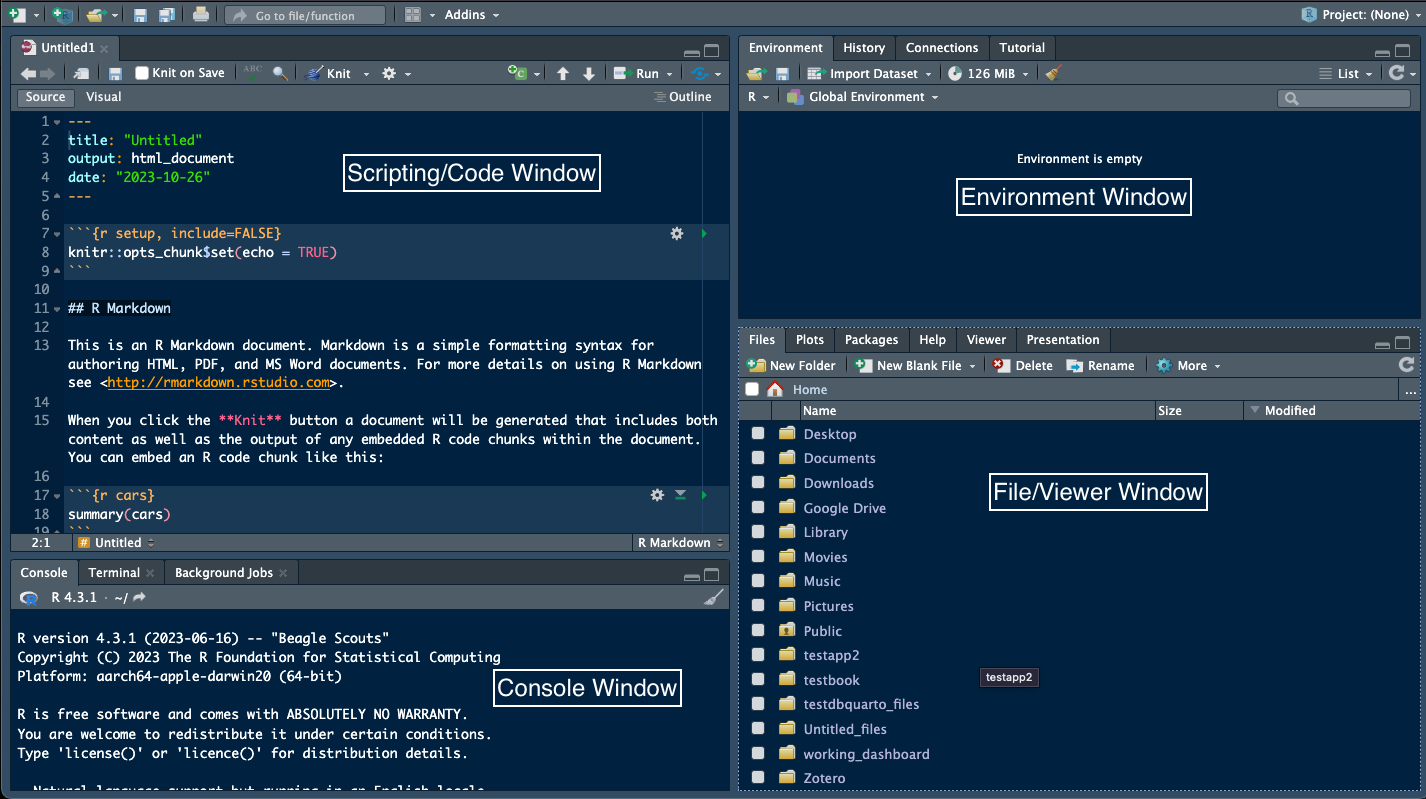 Go to file/function
Addins
Project: (None)
Untitled1
Knit on Save
ABC
Knit
Run
Source
Visual
Outline
1 ---
2 title: "Untitled"
3 output: html_document
4 date: "2023-10-26"
5 ---
6
7 ```{r setup, include=FALSE}
8 knitr::opts_chunk$set(echo = TRUE)
9 ```
10
11 ## R Markdown
12
13 This is an R Markdown document. Markdown is a simple formatting syntax for
authoring HTML, PDF, and MS Word documents. For more details on using R Markdown
see <http://rmarkdown.rstudio.com>.
14
15 When you click the **Knit** button a document will be generated that includes both
content as well as the output of any embedded R code chunks within the document.
You can embed an R code chunk like this:
16
17 ```{r cars}
18 summary(cars)
19 ```
Scripting/Code Window
2:1
# Untitled
R Markdown
Console
Terminal
Background Jobs
R 4.3.1 · ~/
R version 4.3.1 (2023-06-16) -- "Beagle Scouts"
Copyright (C) 2023 The R Foundation for Statistical Computing
Platform: aarch64-apple-darwin20 (64-bit)
Console Window
R is free software and comes with ABSOLUTELY NO WARRANTY.
You are welcome to redistribute it under certain conditions.
Type 'license()' or 'licence()' for distribution details.
Natural language support but running in an English locale
Environment
History
Connections
Tutorial
Import Dataset
126 MiB
List
R
Global Environment
Environment is empty
Environment Window
Files
Plots
Packages
Help
Viewer
Presentation
New Folder
New Blank File
Delete
Rename
More
Home
...
Name
Size
Modified
Desktop
Documents
Downloads
Google Drive
Library
Movies
Music
Pictures
Public
testapp2
testbook
testdbquarto_files
Untitled_files
working_dashboard
Zotero
File/Viewer Window
testapp2